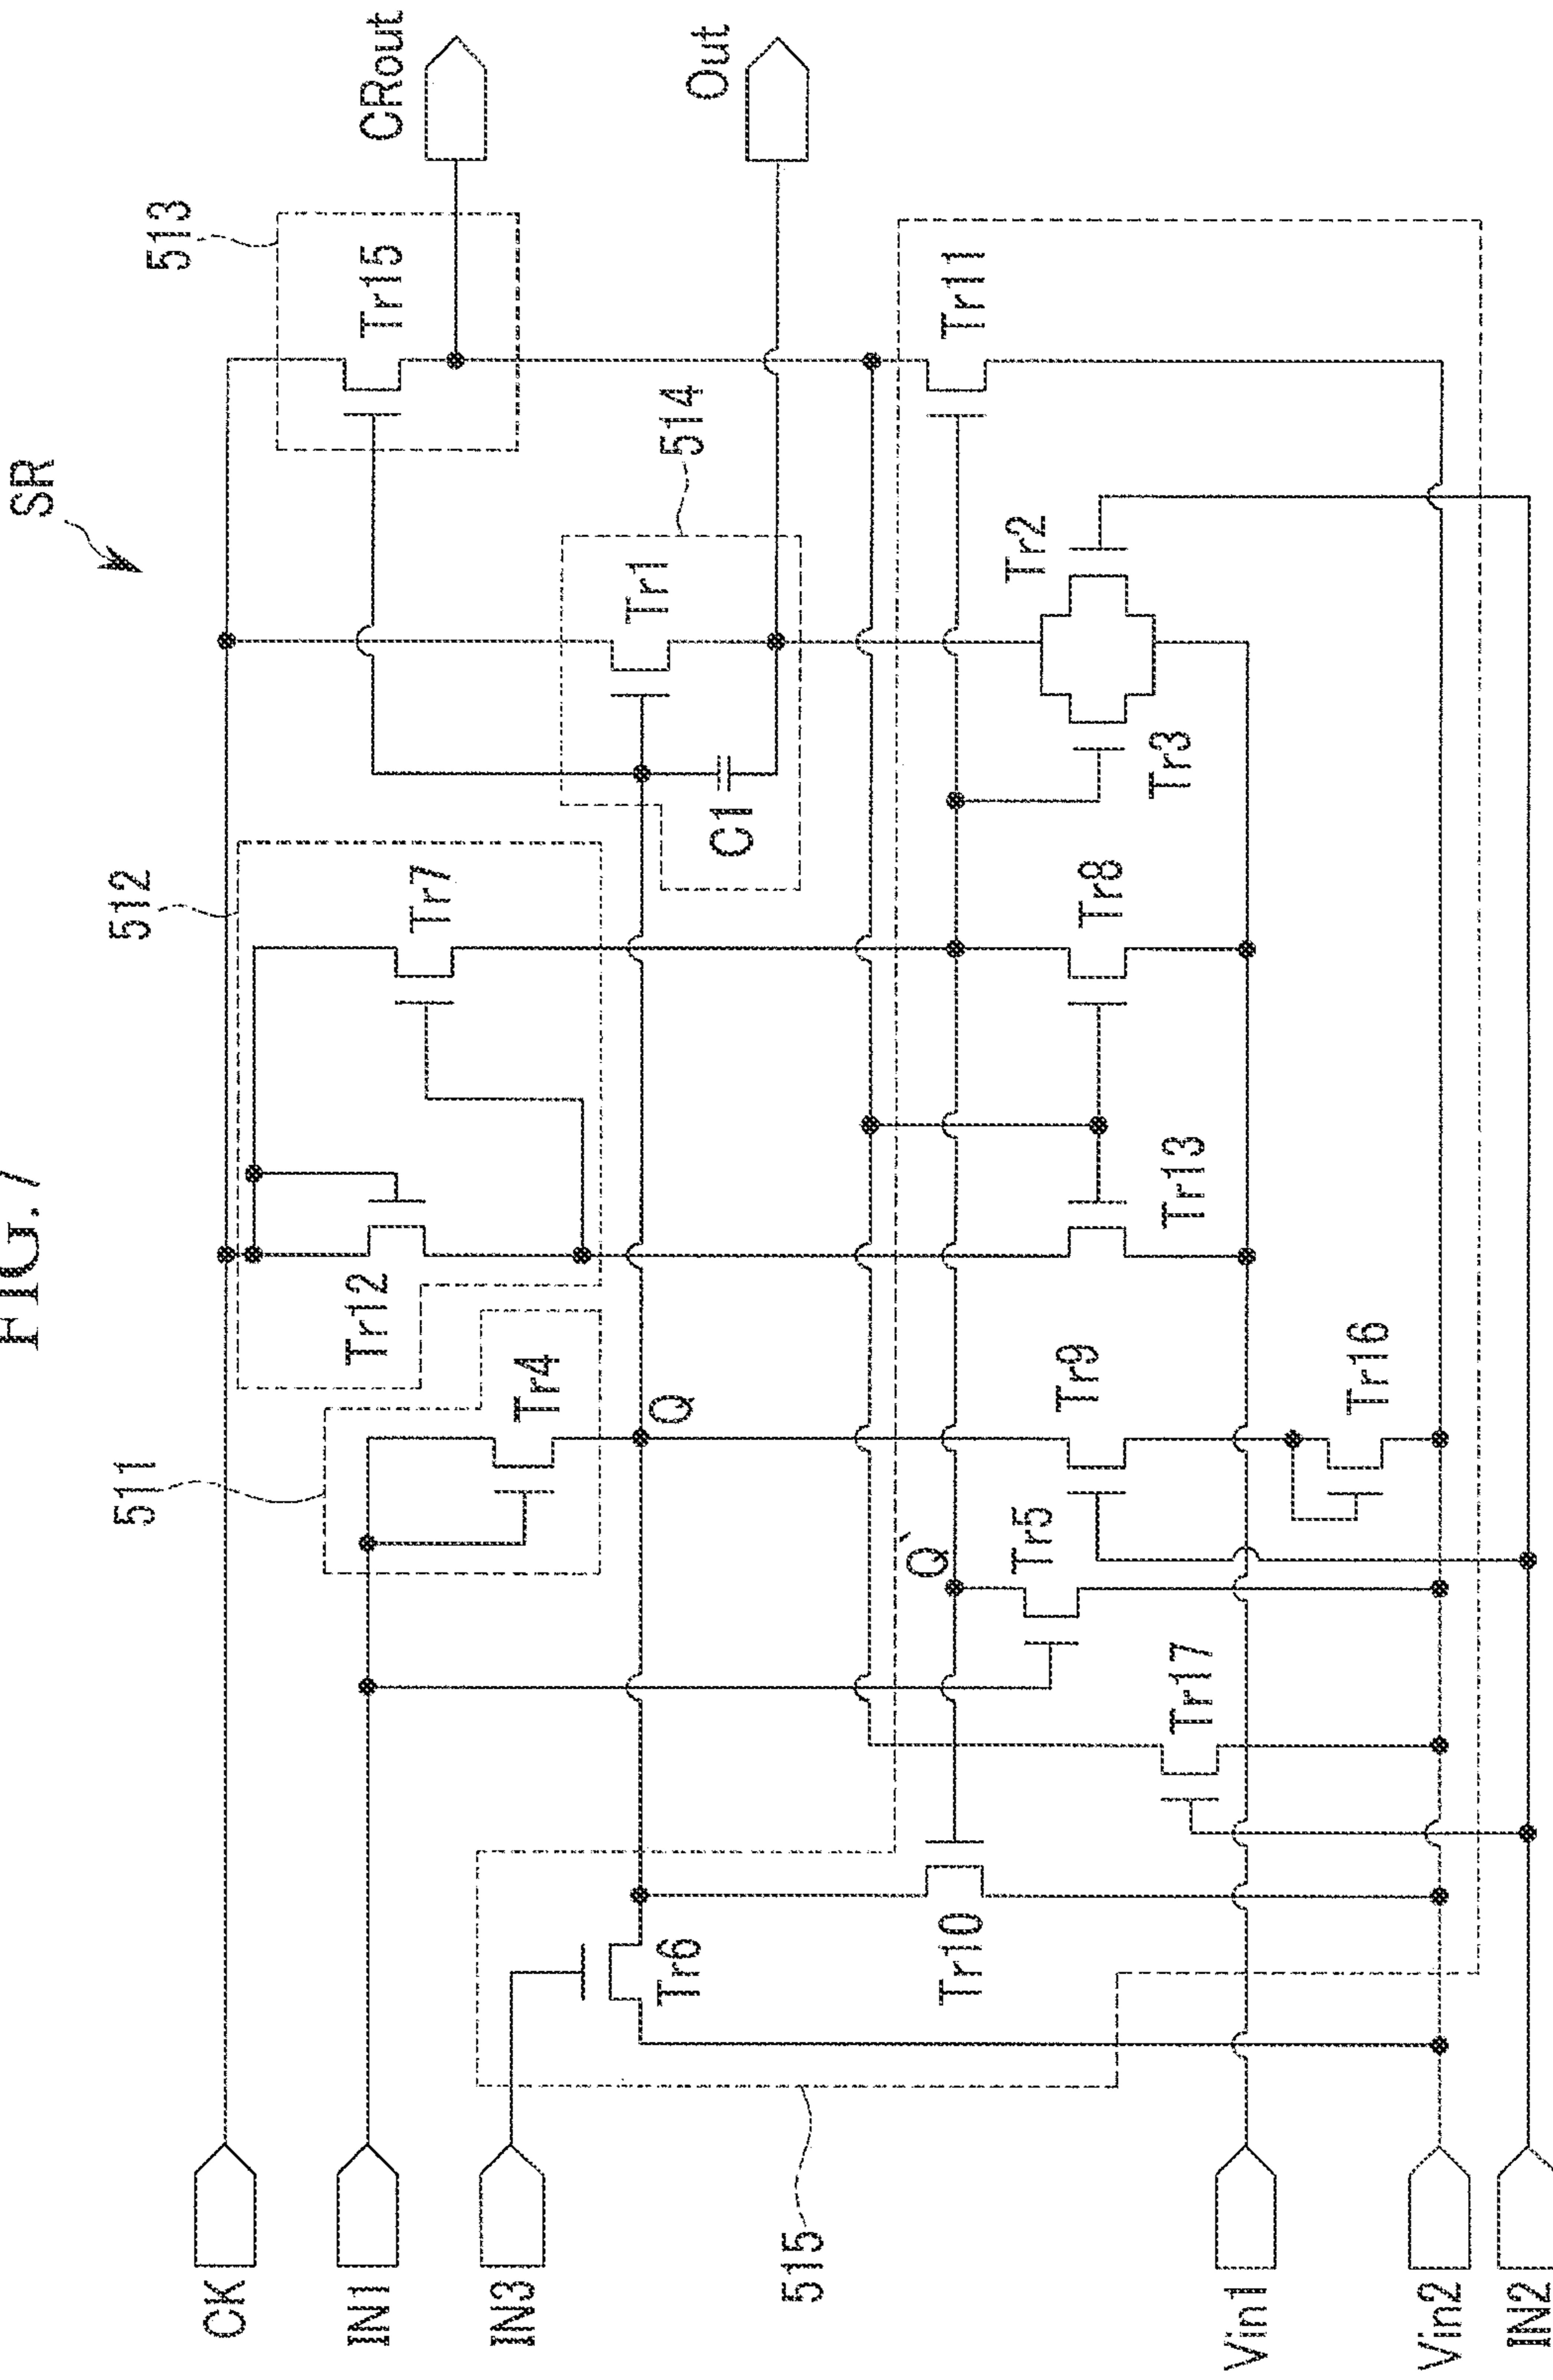 FIG. 7
SR
511
512
513
CRout
CK
Tr12
Tr7
Tr15
IN1
Tr4
514
IN3
Q
Tr1
Out
Tr6
C1
515
Q`
Tr10
Tr5
Tr9
Tr8
Tr2
Tr11
Tr17
Tr13
Tr3
Vin1
Tr16
Vin2
IN2